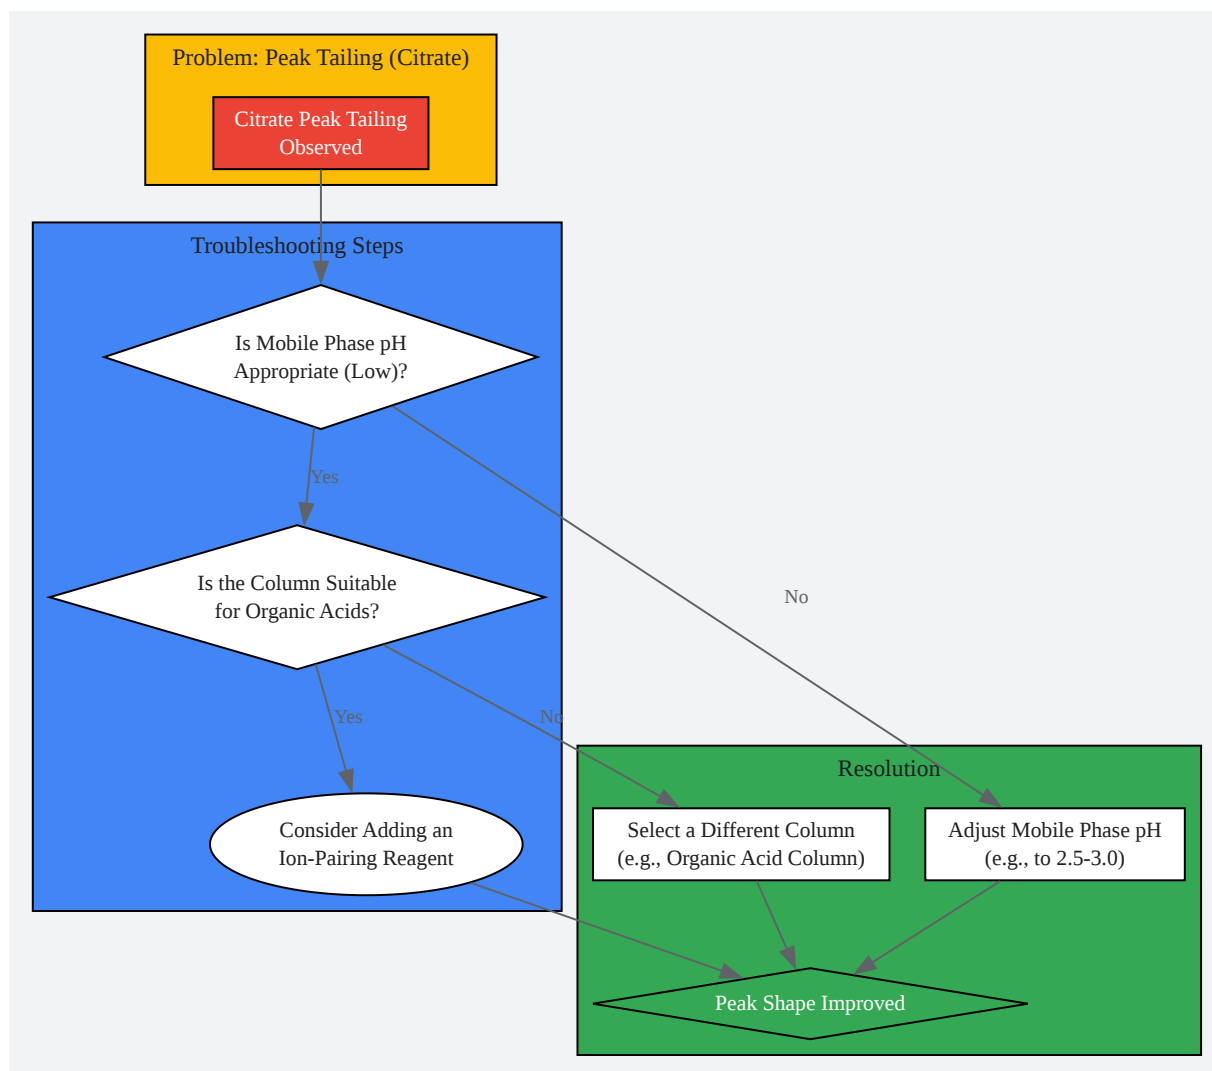 Problem: Peak Tailing (Citrate)
Citrate Peak Tailing
Observed
Troubleshooting Steps
Is Mobile Phase pH
Appropriate (Low)?
Yes
Is the Column Suitable
for Organic Acids?
No
Yes
No
Resolution
Consider Adding an
Ion-Pairing Reagent
Select a Different Column
(e.g., Organic Acid Column)
Adjust Mobile Phase pH
(e.g., to 2.5-3.0)
Peak Shape Improved